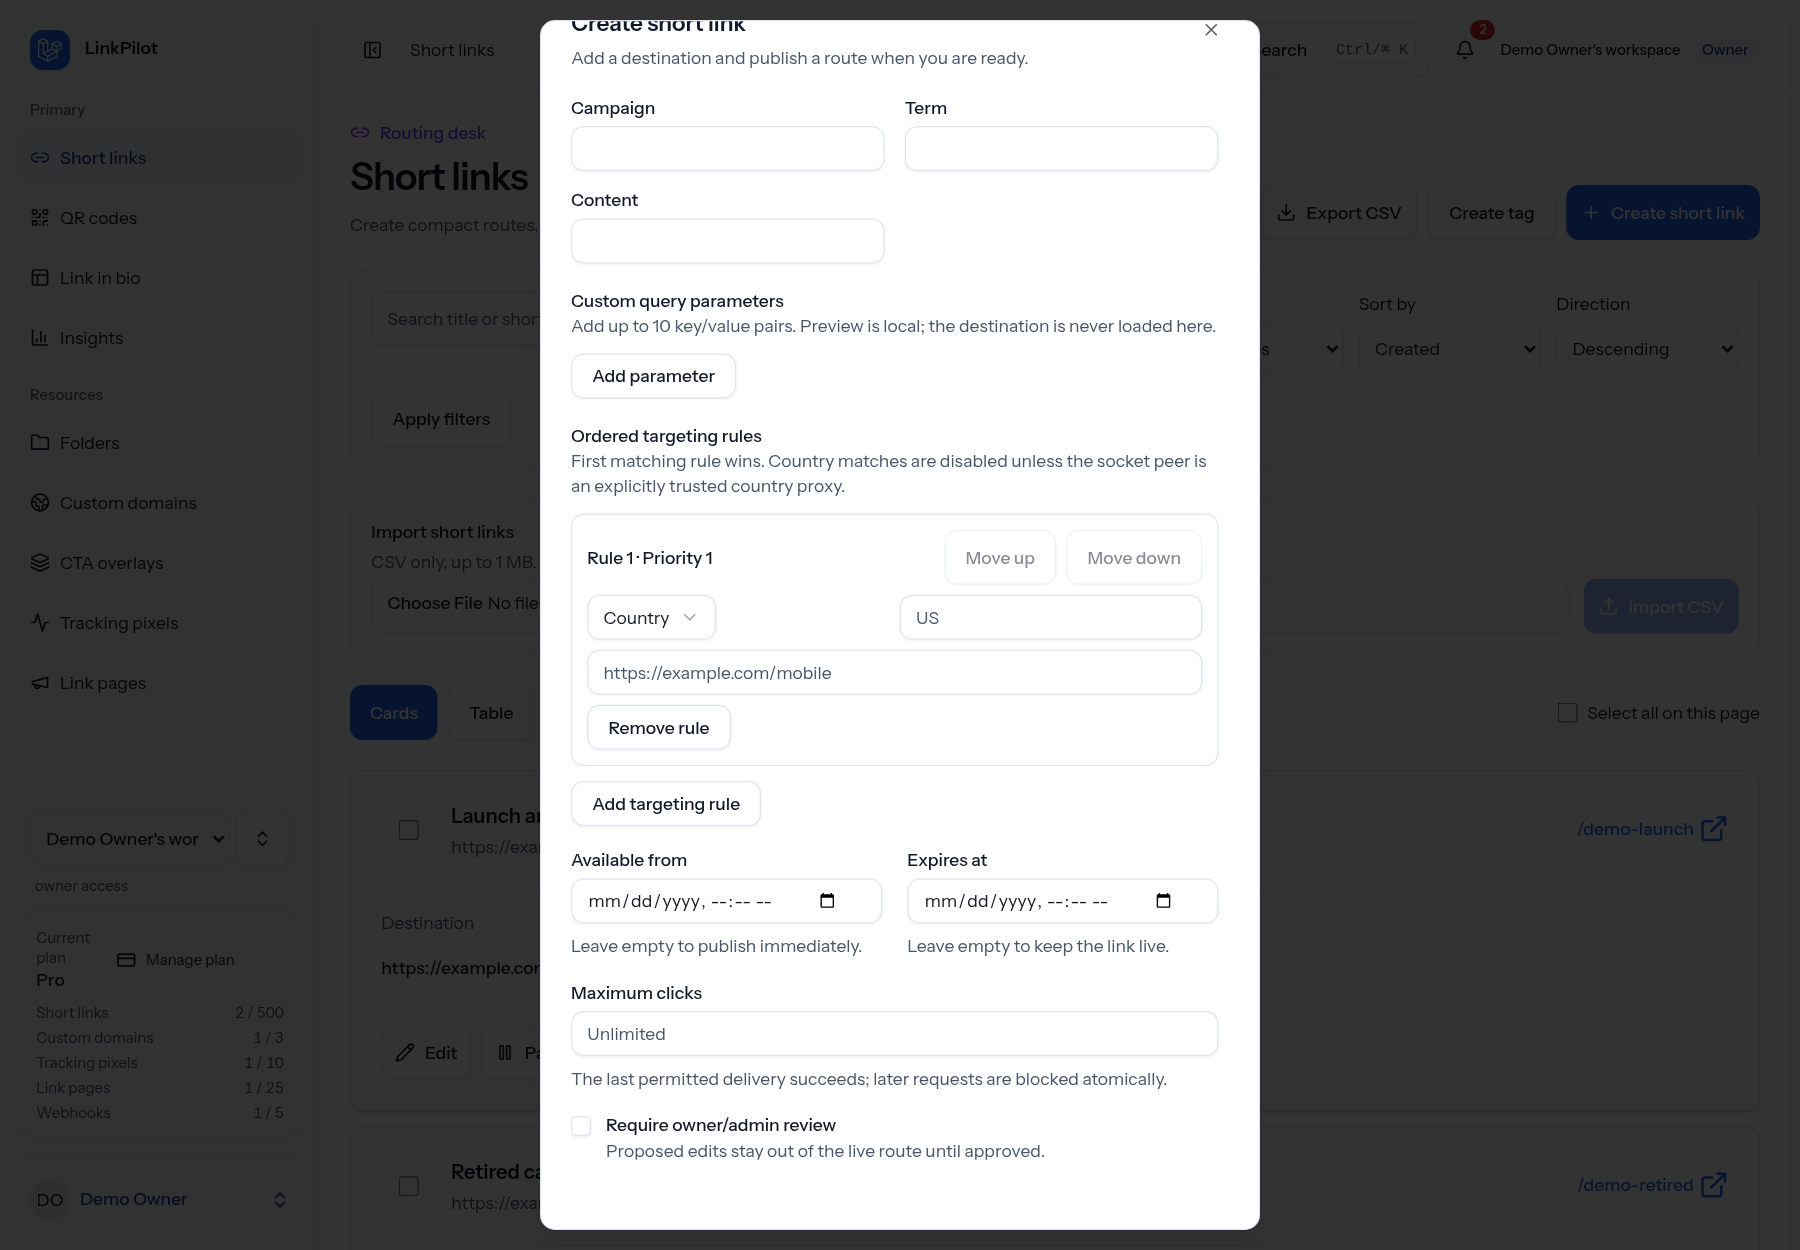 LinkPilot
Primary
Short links
QR codes
Link in bio
Insights
Resources
Folders
Custom domains
CTA overlays
Tracking pixels
Link pages
Demo Owner's wor
owner access
Current
plan
Manage plan
Pro
Short links 2 / 500
Custom domains 1 / 3
Tracking pixels 1 / 10
Link pages 1 / 25
Webhooks 1 / 5
DO Demo Owner
Short links
Ctrl/⌘ K
2
Demo Owner's workspace Owner
Routing desk
Short links
Create compact routes,
Export CSV
Create tag
Create short link
Search title or short
Sort by
Direction
Created
Descending
Apply filters
Import short links
CSV only, up to 1 MB.
Choose File No file
Import CSV
Cards
Table
Select all on this page
/demo-launch
Destination
Edit
/demo-retired
Create short link
Add a destination and publish a route when you are ready.
Campaign
Term
Content
Custom query parameters
Add up to 10 key/value pairs. Preview is local; the destination is never loaded here.
Add parameter
Ordered targeting rules
First matching rule wins. Country matches are disabled unless the socket peer is
an explicitly trusted country proxy.
Rule 1 · Priority 1
Move up
Move down
Country
US
https://example.com/mobile
Remove rule
Add targeting rule
Available from
Expires at
mm/dd/yyyy, --:-- --
mm/dd/yyyy, --:-- --
Leave empty to publish immediately.
Leave empty to keep the link live.
Maximum clicks
Unlimited
The last permitted delivery succeeds; later requests are blocked atomically.
Require owner/admin review
Proposed edits stay out of the live route until approved.